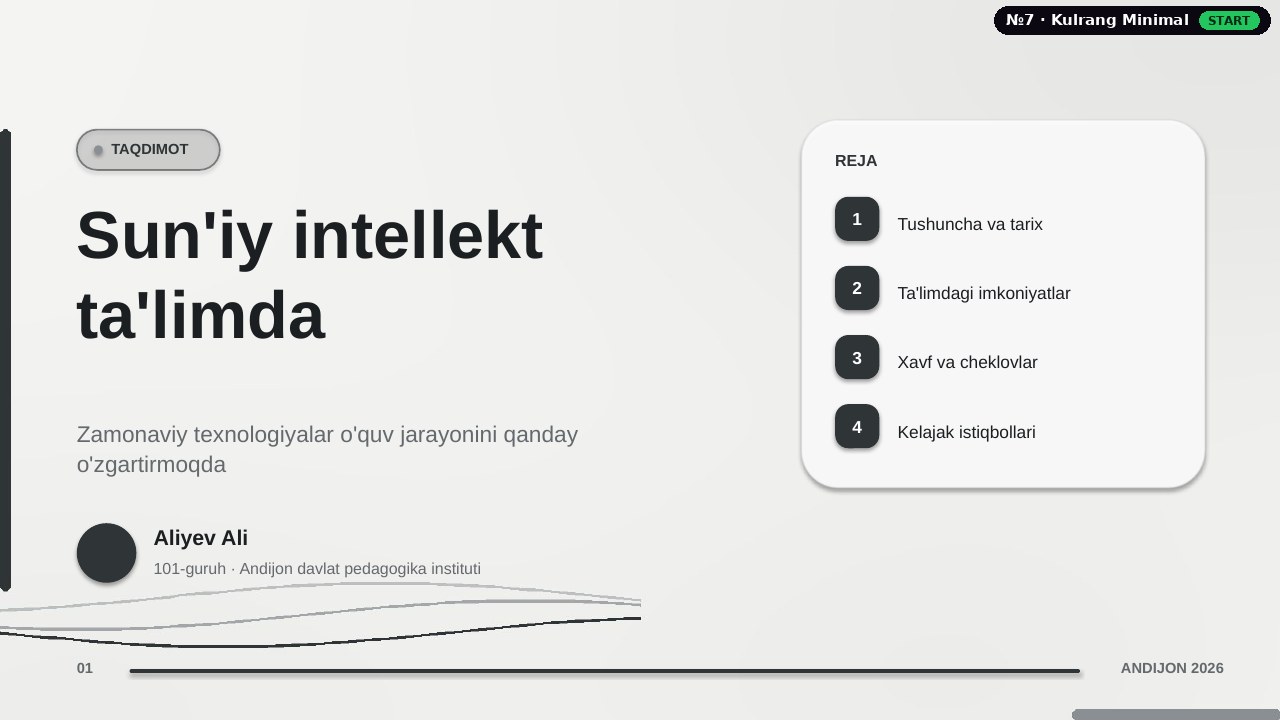 №7 · Kulrang Minimal START
TAQDIMOT
Sun'iy intellekt
ta'limda
Zamonaviy texnologiyalar o'quv jarayonini qanday
o'zgartirmoqda
Aliyev Ali
101-guruh · Andijon davlat pedagogika instituti
REJA
1 Tushuncha va tarix
2 Ta'limdagi imkoniyatlar
3 Xavf va cheklovlar
4 Kelajak istiqbollari
01
ANDIJON 2026